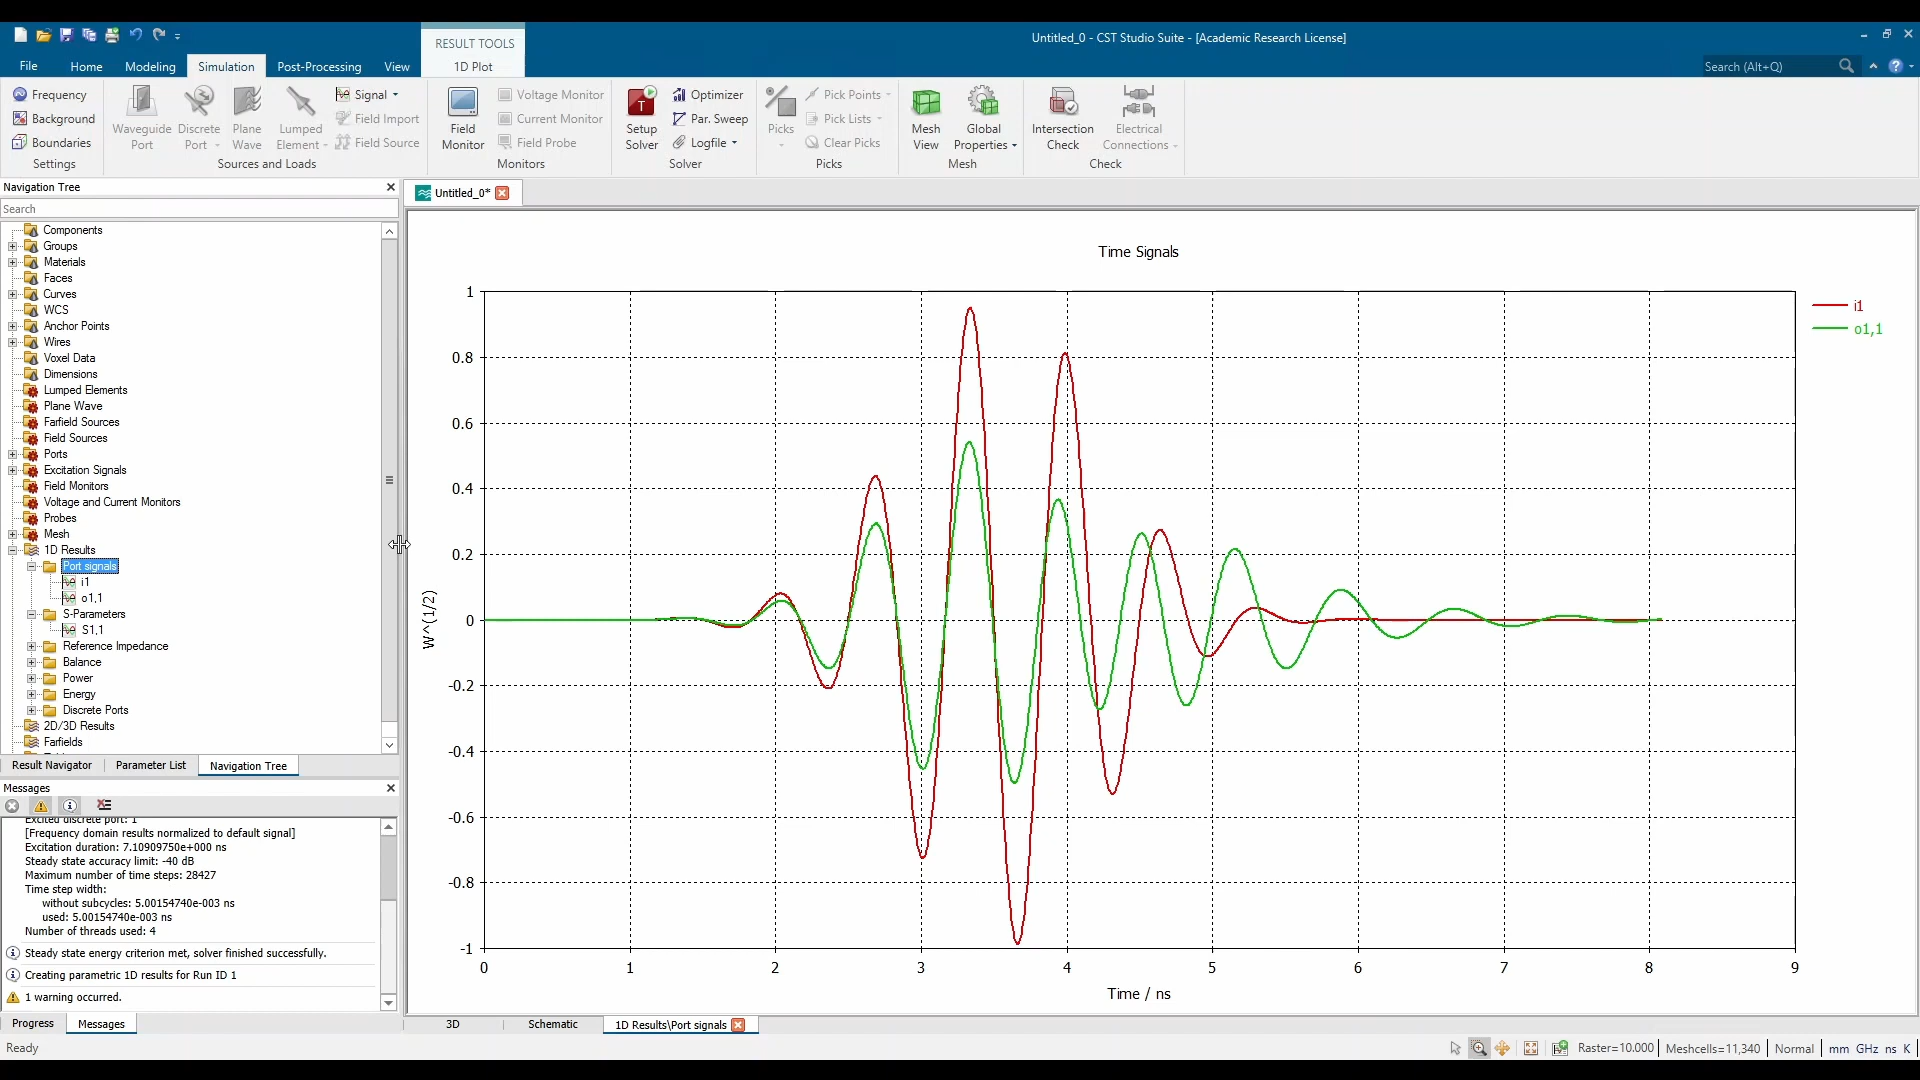 RESULT TOOLS
Untitled_0 - CST Studio Suite - [Academic Research License]
File Home Modeling Simulation Post-Processing View 1D Plot
Search (Alt+Q)
Frequency
Background
Boundaries
Settings
Waveguide Port
Discrete Port
Plane Wave
Lumped Element
Signal
Field Import
Field Source
Sources and Loads
Field Monitor
Voltage Monitor
Current Monitor
Field Probe
Monitors
Setup Solver
Optimizer
Par. Sweep
Logfile
Solver
Picks
Pick Points
Pick Lists
Clear Picks
Picks
Mesh View
Global Properties
Mesh
Intersection Check
Electrical Connections
Check
Navigation Tree
Search
Components
Groups
Materials
Faces
Curves
WCS
Anchor Points
Wires
Voxel Data
Dimensions
Lumped Elements
Plane Wave
Farfield Sources
Field Sources
Ports
Excitation Signals
Field Monitors
Voltage and Current Monitors
Probes
Mesh
1D Results
Port signals
i1
o1,1
S-Parameters
S1,1
Reference Impedance
Balance
Power
Energy
Discrete Ports
2D/3D Results
Farfields
Result Navigator Parameter List Navigation Tree
Messages
Excited discrete port: 1
[Frequency domain results normalized to default signal]
Excitation duration: 7.10909750e+000 ns
Steady state accuracy limit: -40 dB
Maximum number of time steps: 28427
Time step width:
without subcycles: 5.00154740e-003 ns
used: 5.00154740e-003 ns
Number of threads used: 4
Steady state energy criterion met, solver finished successfully.
Creating parametric 1D results for Run ID 1
1 warning occurred.
Progress Messages
Ready
Untitled_0*
Time Signals
i1
o1,1
1
0.8
0.6
0.4
0.2
0
-0.2
-0.4
-0.6
-0.8
-1
W^(1/2)
0 1 2 3 4 5 6 7 8 9
Time / ns
3D Schematic 1D Results\Port signals
Raster=10.000 Meshcells=11,340 Normal mm GHz ns K